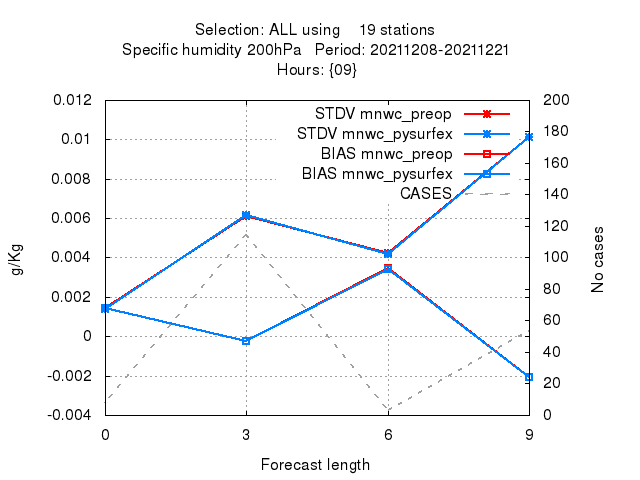 Selection: ALL using 19 stations
Specific humidity 200hPa Period: 20211208-20211221
Hours: {09}
STDV mnwc_preop
STDV mnwc_pysurfex
BIAS mnwc_preop
BIAS mnwc_pysurfex
CASES
0.012
0.01
0.008
0.006
0.004
0.002
0
-0.002
-0.004
g/Kg
200
180
160
140
120
100
80
60
40
20
0
No cases
0 3 6 9
Forecast length